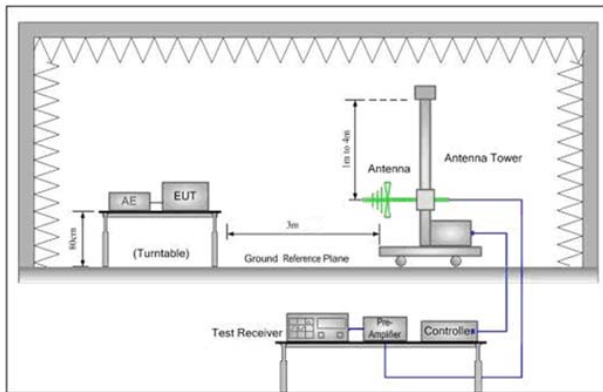 1m to 4m
Antenna
Antenna Tower
AE
EUT
80cm
(Turntable)
3m
Ground Reference Plane
Test Receiver
Pre-
Amplifier
Controller